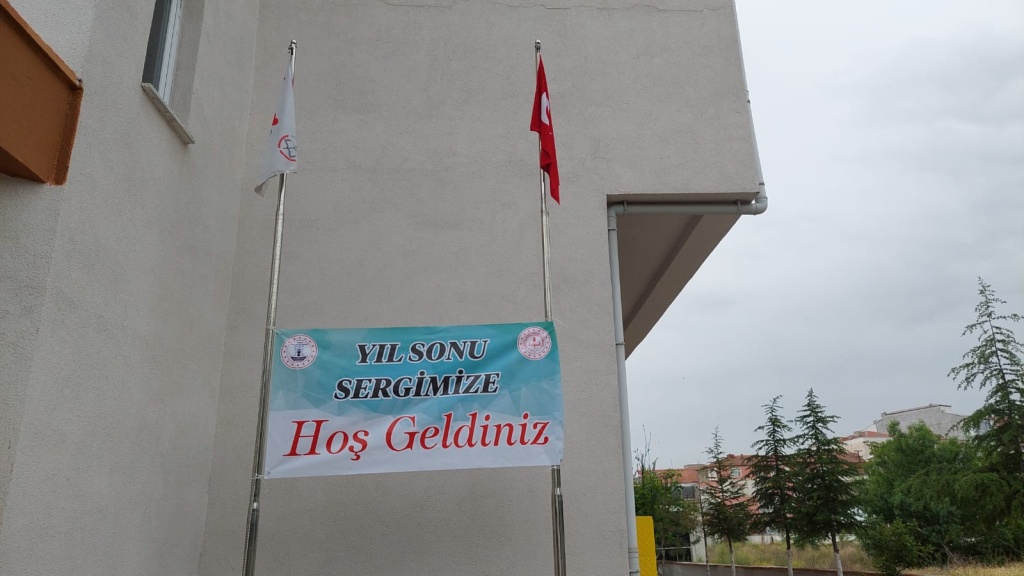 YIL SONU
SERGİMİZE
Hoş Geldiniz